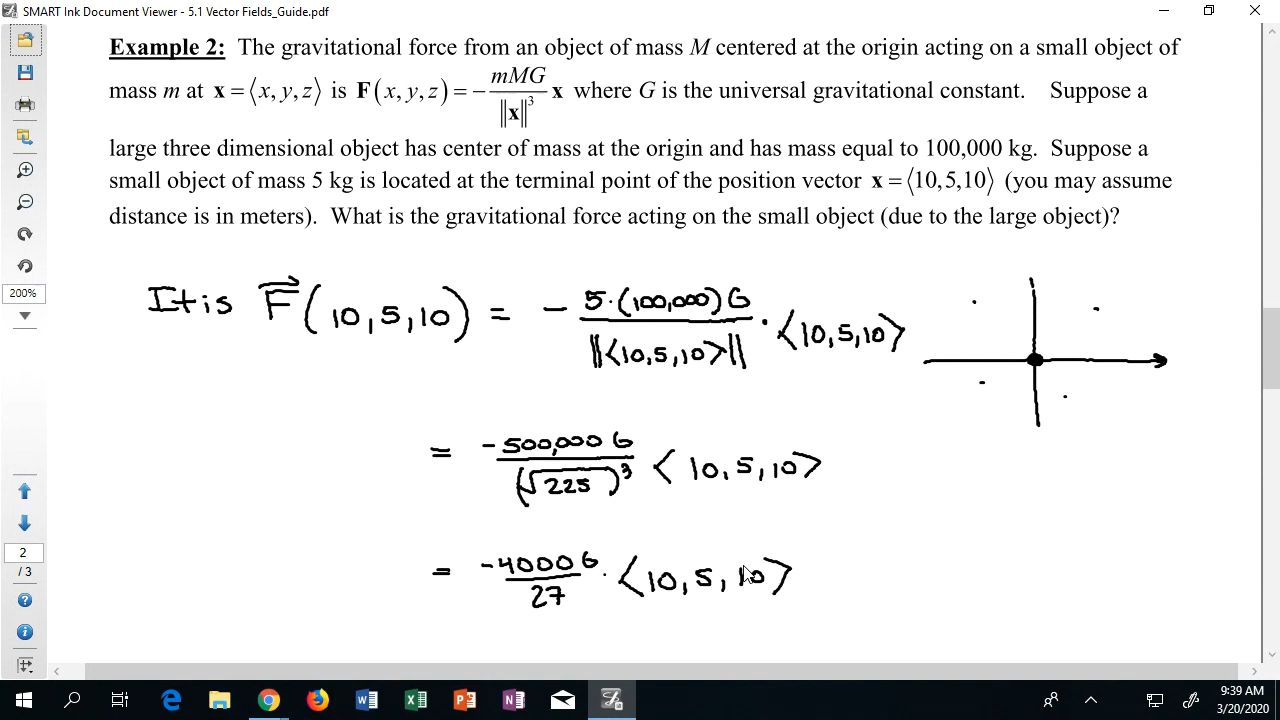 SMART Ink Document Viewer - 5.1 Vector Fields_Guide.pdf
Example 2: The gravitational force from an object of mass M centered at the origin acting on a small object of
mass m at x = ⟨x, y, z⟩ is F(x, y, z) = − mMG / ‖x‖³ x where G is the universal gravitational constant. Suppose a
large three dimensional object has center of mass at the origin and has mass equal to 100,000 kg. Suppose a
small object of mass 5 kg is located at the terminal point of the position vector x = ⟨10,5,10⟩ (you may assume
distance is in meters). What is the gravitational force acting on the small object (due to the large object)?
It is F⃗(10,5,10) = − 5·(100,000)G / ‖⟨10,5,10⟩‖ · ⟨10,5,10⟩
= −500,000 G / (√225)³ ⟨10,5,10⟩
= −4000G / 27 · ⟨10,5,10⟩
200%
2
/ 3
9:39 AM
3/20/2020